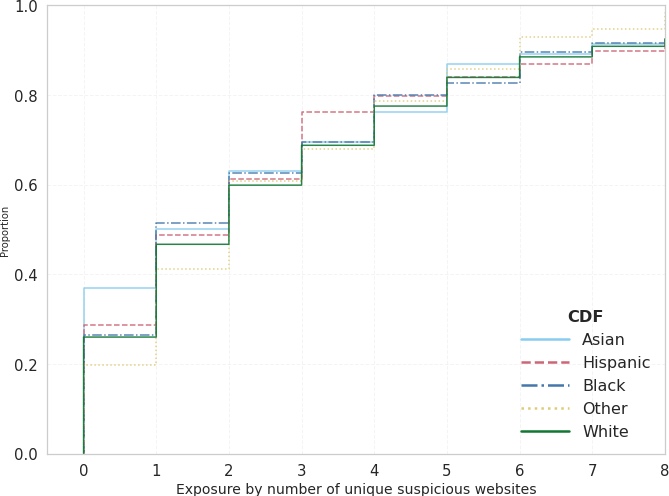 1.0
0.8
0.6
0.4
0.2
0.0
Proportion
CDF
Asian
Hispanic
Black
Other
White
0 1 2 3 4 5 6 7 8
Exposure by number of unique suspicious websites